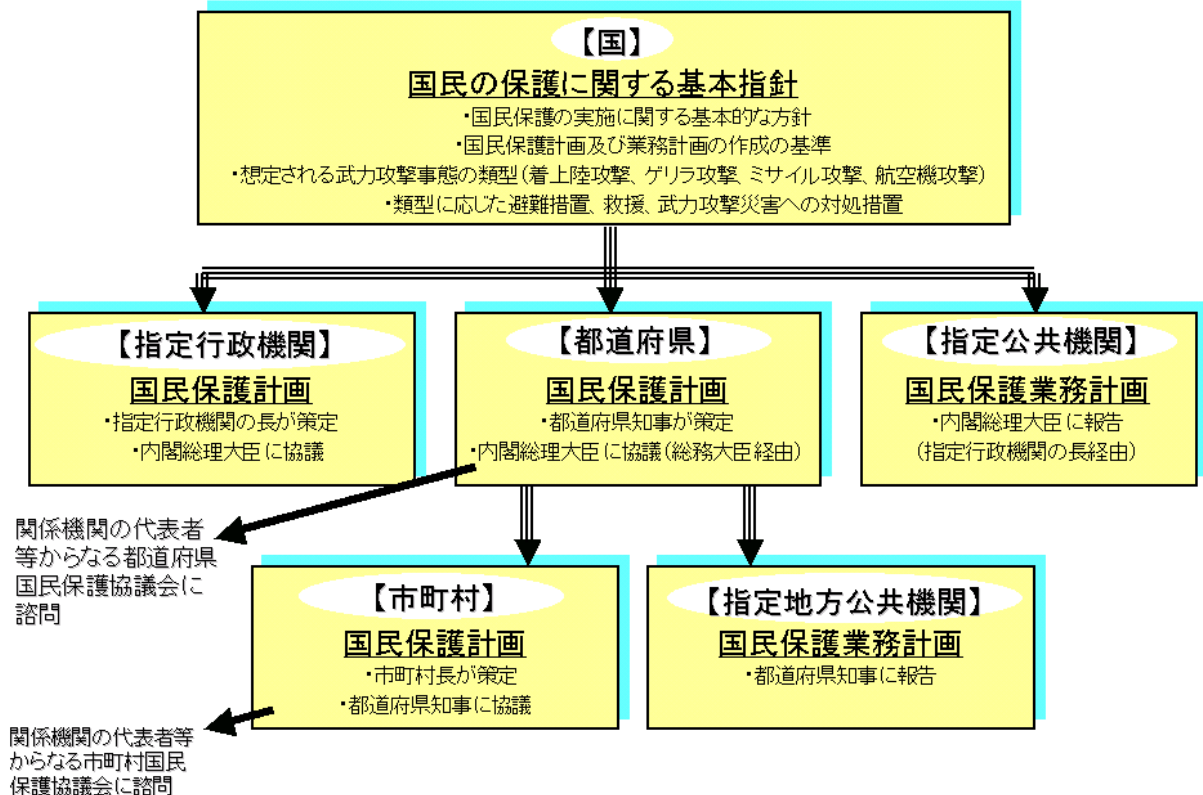 【国】
国民の保護に関する基本指針
・国民保護の実施に関する基本的な方針
・国民保護計画及び業務計画の作成の基準
・想定される武力攻撃事態の類型(着上陸攻撃、ゲリラ攻撃、ミサイル攻撃、航空機攻撃)
・類型に応じた避難措置、救援、武力攻撃災害への対処措置
【指定行政機関】
国民保護計画
・指定行政機関の長が策定
・内閣総理大臣に協議
【都道府県】
国民保護計画
・都道府県知事が策定
・内閣総理大臣に協議(総務大臣経由)
【指定公共機関】
国民保護業務計画
・内閣総理大臣に報告
(指定行政機関の長経由)
関係機関の代表者
等からなる都道府県
国民保護協議会に
諮問
【市町村】
国民保護計画
・市町村長が策定
・都道府県知事に協議
【指定地方公共機関】
国民保護業務計画
・都道府県知事に報告
関係機関の代表者等
からなる市町村国民
保護協議会に諮問